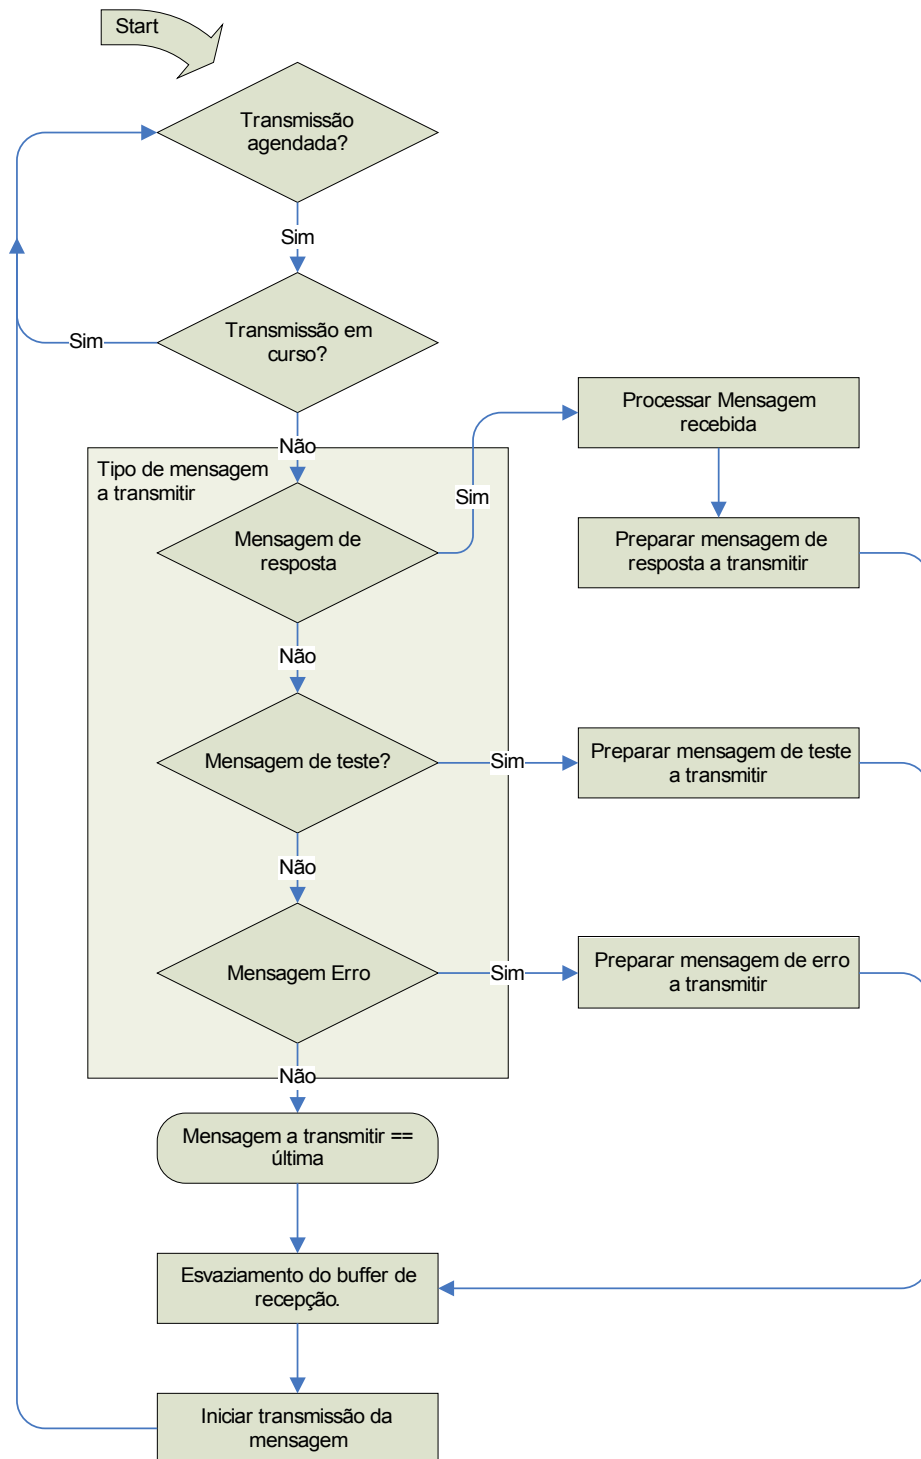 Start
Transmissão
agendada?
Sim
Transmissão em
curso?
Sim
Não
Processar Mensagem
recebida
Tipo de mensagem
a transmitir
Sim
Mensagem de
resposta
Preparar mensagem de
resposta a transmitir
Não
Mensagem de teste?
Sim
Preparar mensagem de teste
a transmitir
Não
Mensagem Erro
Sim
Preparar mensagem de erro
a transmitir
Não
Mensagem a transmitir ==
última
Esvaziamento do buffer de
recepção.
Iniciar transmissão da
mensagem